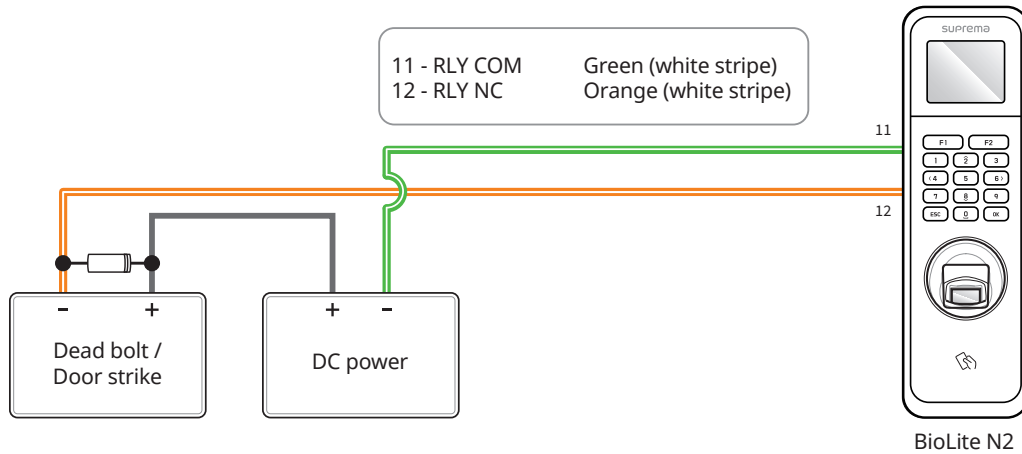 suprema
11 - RLY COM Green (white stripe)
12 - RLY NC Orange (white stripe)
11
12
F1 F2
1 2 3
4 5 6
7 8 9
ESC 0 OK
- +
Dead bolt /
Door strike
+ -
DC power
BioLite N2